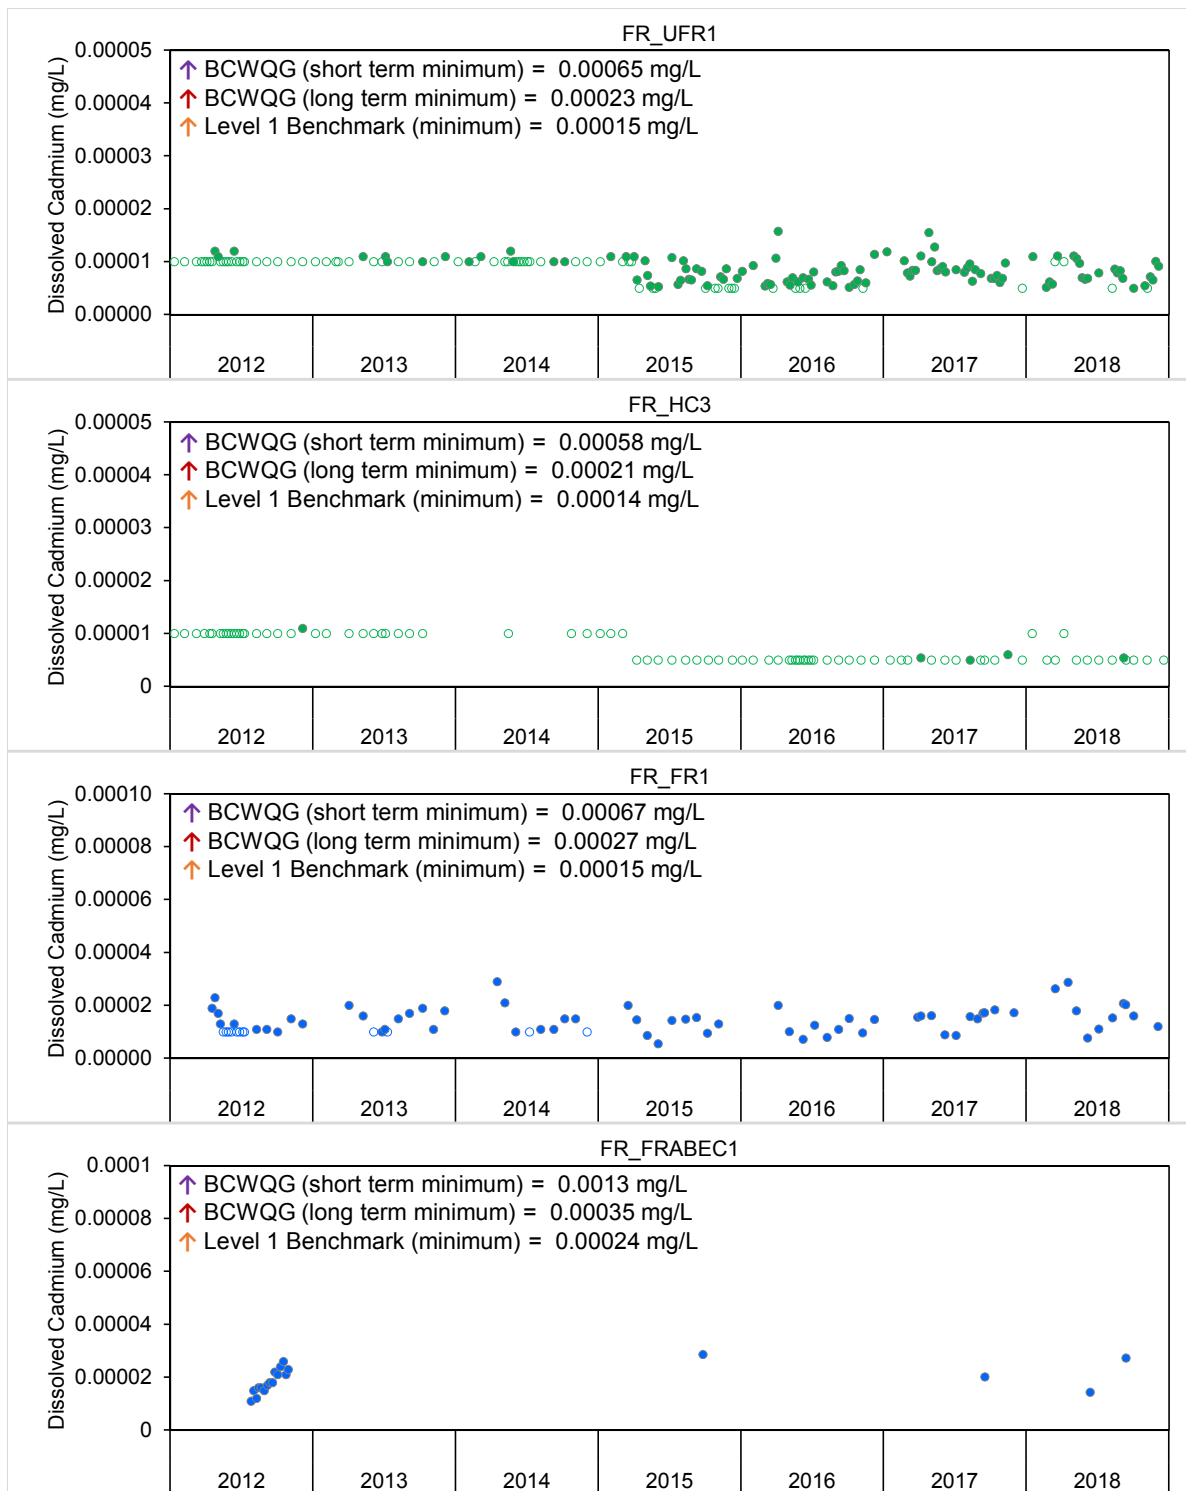 FR_UFR1
Dissolved Cadmium (mg/L)
0.00005
0.00004
0.00003
0.00002
0.00001
0.00000
↑ BCWQG (short term minimum) = 0.00065 mg/L
↑ BCWQG (long term minimum) = 0.00023 mg/L
↑ Level 1 Benchmark (minimum) = 0.00015 mg/L
2012 2013 2014 2015 2016 2017 2018
FR_HC3
Dissolved Cadmium (mg/L)
0.00005
0.00004
0.00003
0.00002
0.00001
0
↑ BCWQG (short term minimum) = 0.00058 mg/L
↑ BCWQG (long term minimum) = 0.00021 mg/L
↑ Level 1 Benchmark (minimum) = 0.00014 mg/L
2012 2013 2014 2015 2016 2017 2018
FR_FR1
Dissolved Cadmium (mg/L)
0.00010
0.00008
0.00006
0.00004
0.00002
0.00000
↑ BCWQG (short term minimum) = 0.00067 mg/L
↑ BCWQG (long term minimum) = 0.00027 mg/L
↑ Level 1 Benchmark (minimum) = 0.00015 mg/L
2012 2013 2014 2015 2016 2017 2018
FR_FRABEC1
Dissolved Cadmium (mg/L)
0.0001
0.00008
0.00006
0.00004
0.00002
0
↑ BCWQG (short term minimum) = 0.0013 mg/L
↑ BCWQG (long term minimum) = 0.00035 mg/L
↑ Level 1 Benchmark (minimum) = 0.00024 mg/L
2012 2013 2014 2015 2016 2017 2018